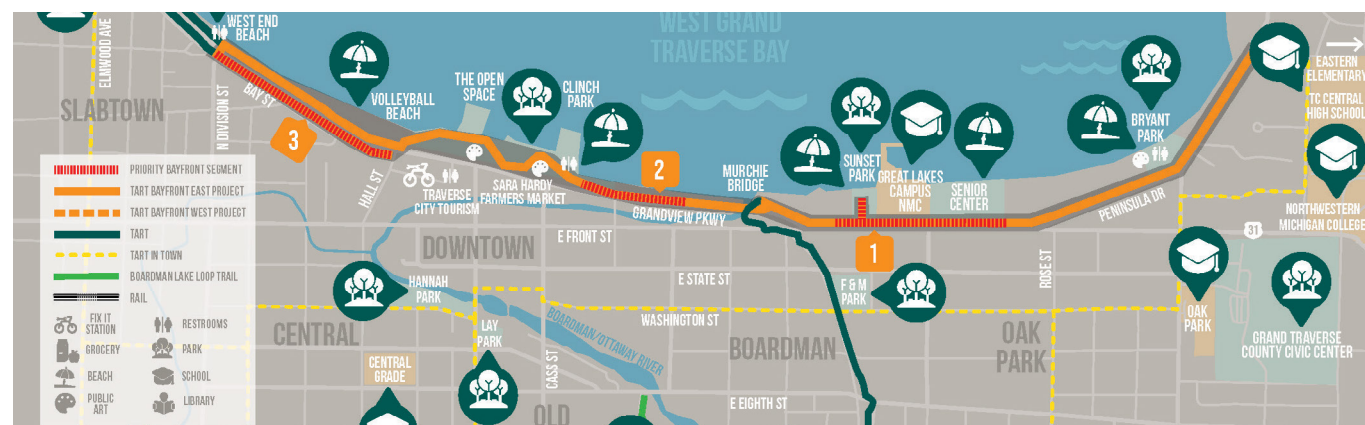 WEST GRAND
TRAVERSE BAY
WEST END
BEACH
ELMWOOD AVE
SLABTOWN
N DIVISION ST
BAY ST
3
VOLLEYBALL
BEACH
THE OPEN
SPACE
CLINCH
PARK
HALL ST
TRAVERSE
CITY TOURISM
SARA HARDY
FARMERS MARKET
2
GRANDVIEW PKWY
MURCHIE
BRIDGE
SUNSET
PARK
GREAT LAKES
CAMPUS
NMC
SENIOR
CENTER
1
BRYANT
PARK
PENINSULA DR
EASTERN
ELEMENTARY
TC CENTRAL
HIGH SCHOOL
NORTHWESTERN
MICHIGAN COLLEGE
31
DOWNTOWN
E FRONT ST
E STATE ST
WASHINGTON ST
HANNAH
PARK
LAY
PARK
CENTRAL
CENTRAL
GRADE
CASS ST
BOARDMAN/OTTAWAY RIVER
BOARDMAN
E EIGHTH ST
OLD
F & M
PARK
ROSE ST
OAK
PARK
OAK
PARK
GRAND TRAVERSE
COUNTY CIVIC CENTER
PRIORITY BAYFRONT SEGMENT
TART BAYFRONT EAST PROJECT
TART BAYFRONT WEST PROJECT
TART
TART IN TOWN
BOARDMAN LAKE LOOP TRAIL
RAIL
FIX IT
STATION
RESTROOMS
GROCERY
PARK
BEACH
SCHOOL
PUBLIC
ART
LIBRARY